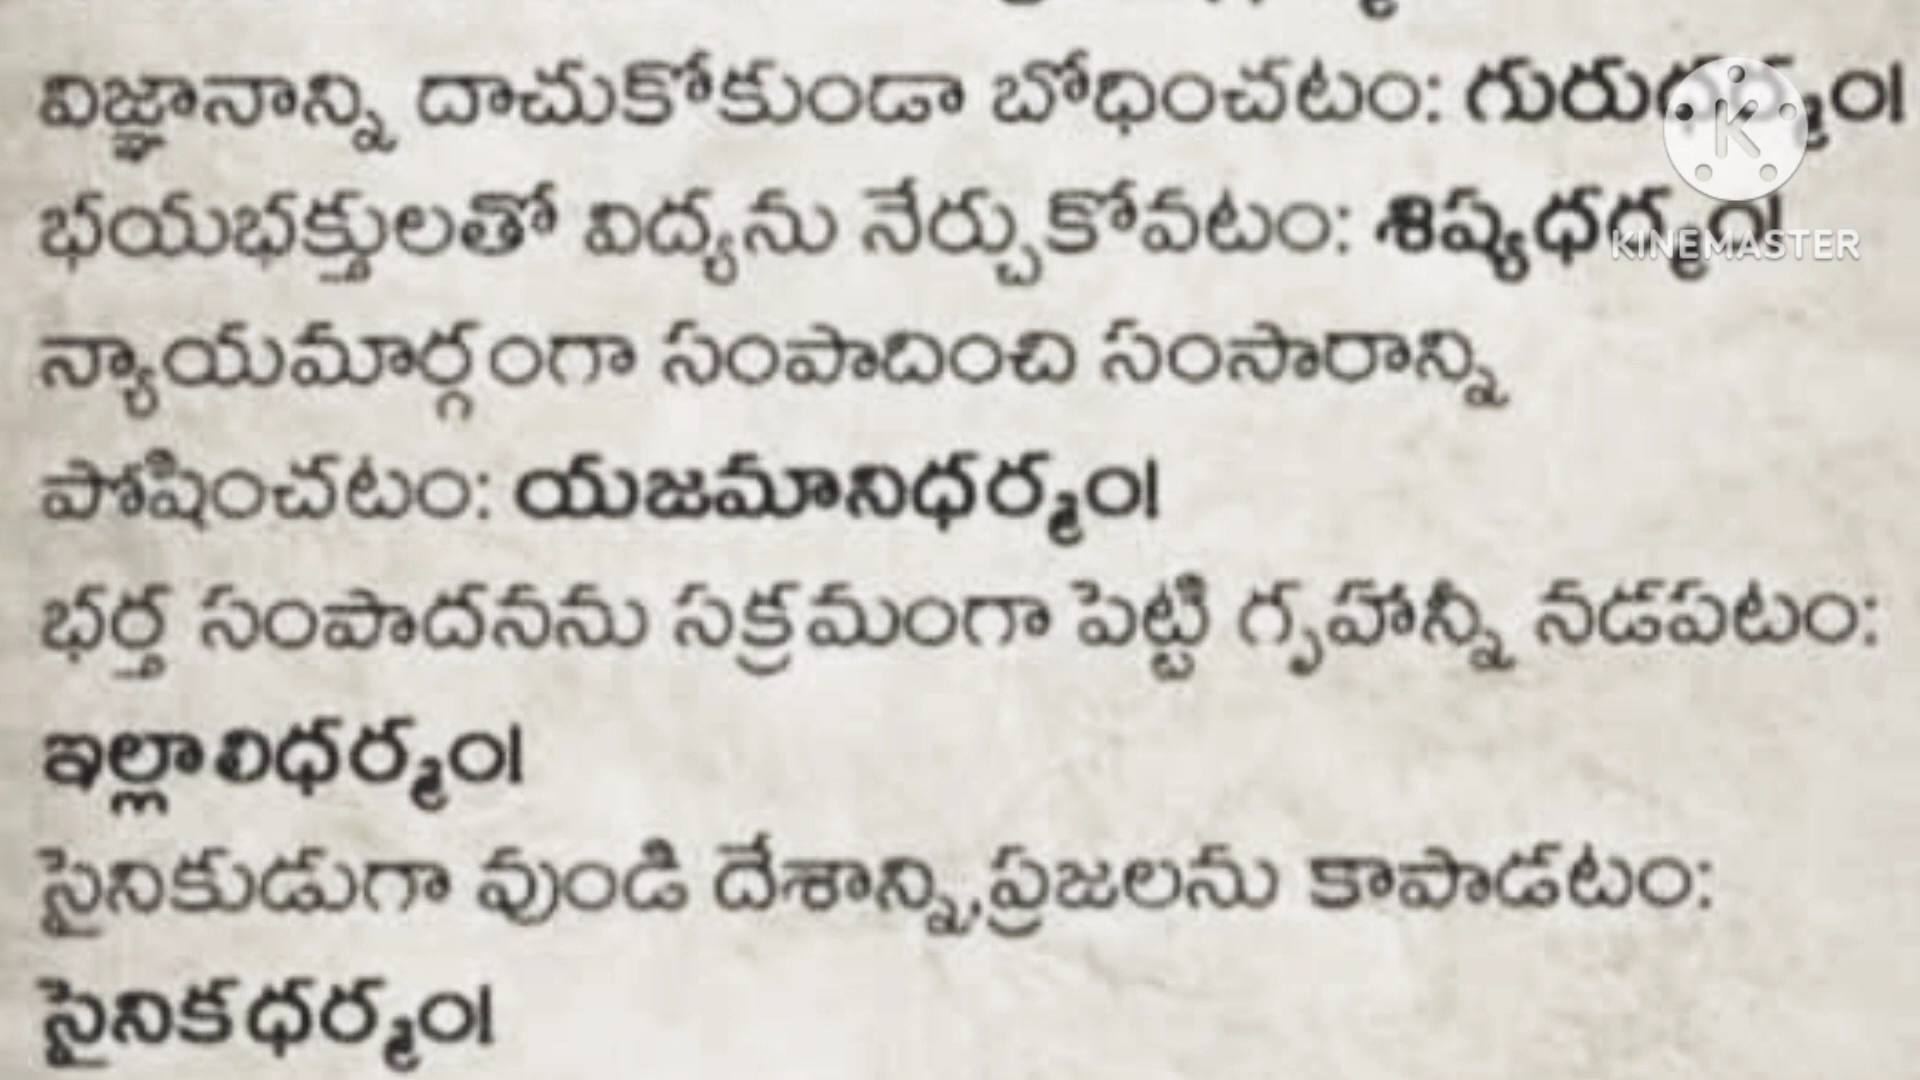 విజ్ఞానాన్ని దాచుకోకుండా బోధించటం: గురుధర్మం!
భయభక్తులతో విద్యను నేర్చుకోవటం: శిష్యధర్మం!
న్యాయమార్గంగా సంపాదించి సంసారాన్ని
పోషించటం: యజమానిధర్మం!
భర్త సంపాదనను సక్రమంగా పెట్టి గృహాన్నీ నడపటం:
ఇల్లాలిధర్మం!
సైనికుడుగా వుండి దేశాన్ని,ప్రజలను కాపాడటం:
సైనికధర్మం!
K
KINEMASTER